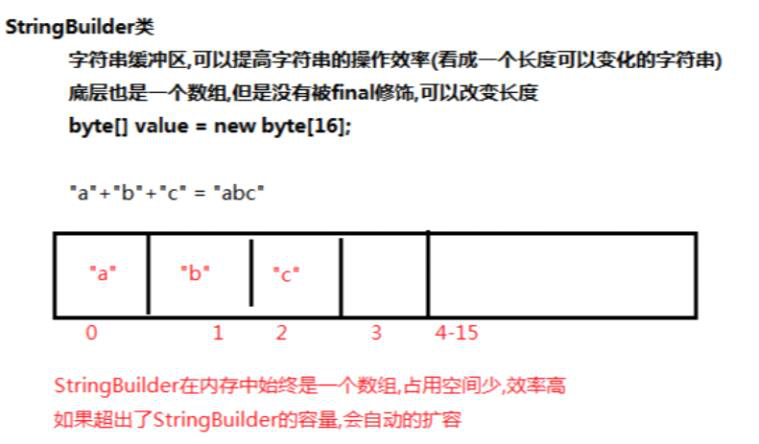 StringBuilder类
字符串缓冲区,可以提高字符串的操作效率(看成一个长度可以变化的字符串)
底层也是一个数组,但是没有被final修饰,可以改变长度
byte[] value = new byte[16];
"a"+"b"+"c" = "abc"
"a" "b" "c"
0 1 2 3 4-15
StringBuilder在内存中始终是一个数组,占用空间少,效率高
如果超出了StringBuilder的容量,会自动的扩容